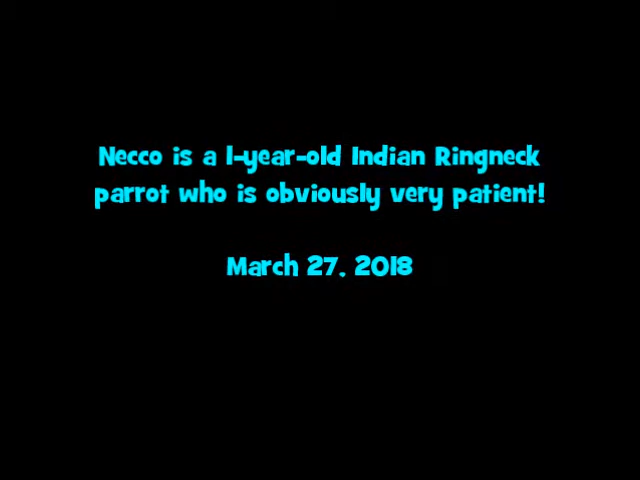 Necco is a 1-year-old Indian Ringneck
parrot who is obviously very patient!
March 27, 2018